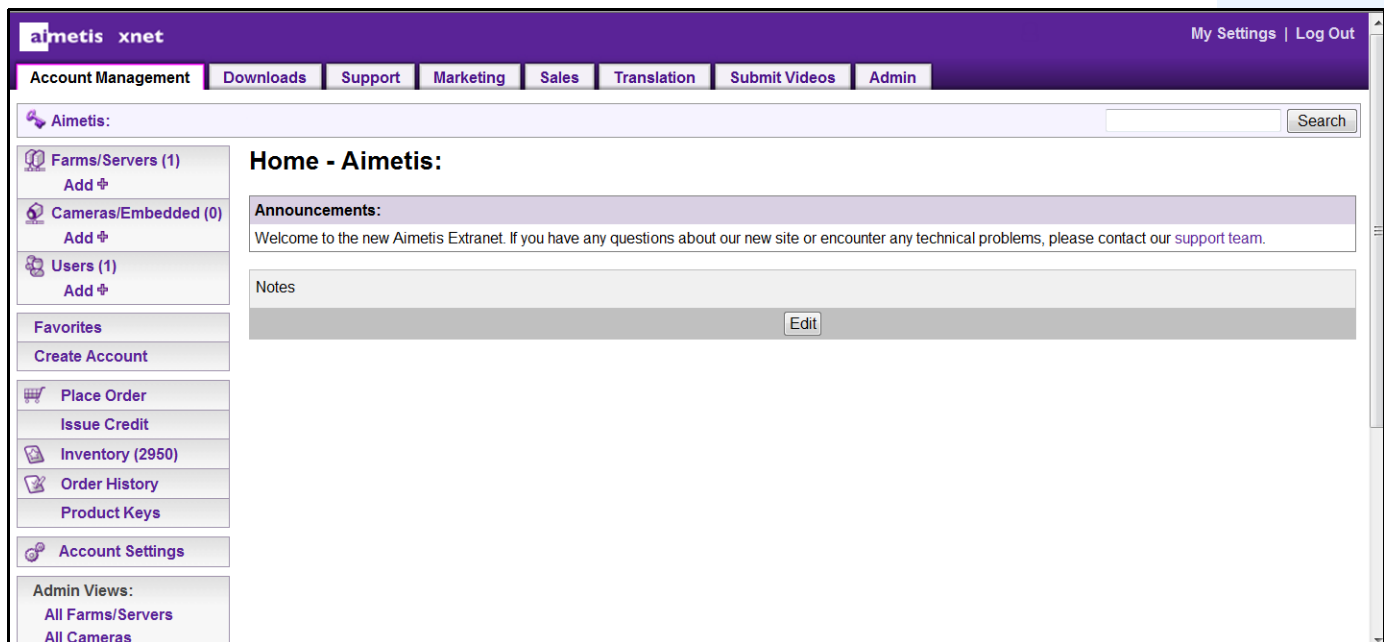 aimetis xnet
My Settings | Log Out
Account Management
Downloads
Support
Marketing
Sales
Translation
Submit Videos
Admin
Aimetis:
Search
Farms/Servers (1)
Add
Cameras/Embedded (0)
Add
Users (1)
Add
Favorites
Create Account
Place Order
Issue Credit
Inventory (2950)
Order History
Product Keys
Account Settings
Admin Views:
All Farms/Servers
All Cameras
Home - Aimetis:
Announcements:
Welcome to the new Aimetis Extranet. If you have any questions about our new site or encounter any technical problems, please contact our support team.
Notes
Edit